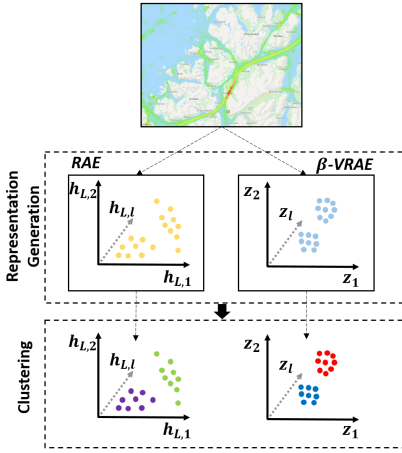 RAE
β-VRAE
Representation
Generation
h_{L,2}
h_{L,l}
h_{L,1}
z_2
z_l
z_1
Clustering
h_{L,2}
h_{L,l}
h_{L,1}
z_2
z_l
z_1